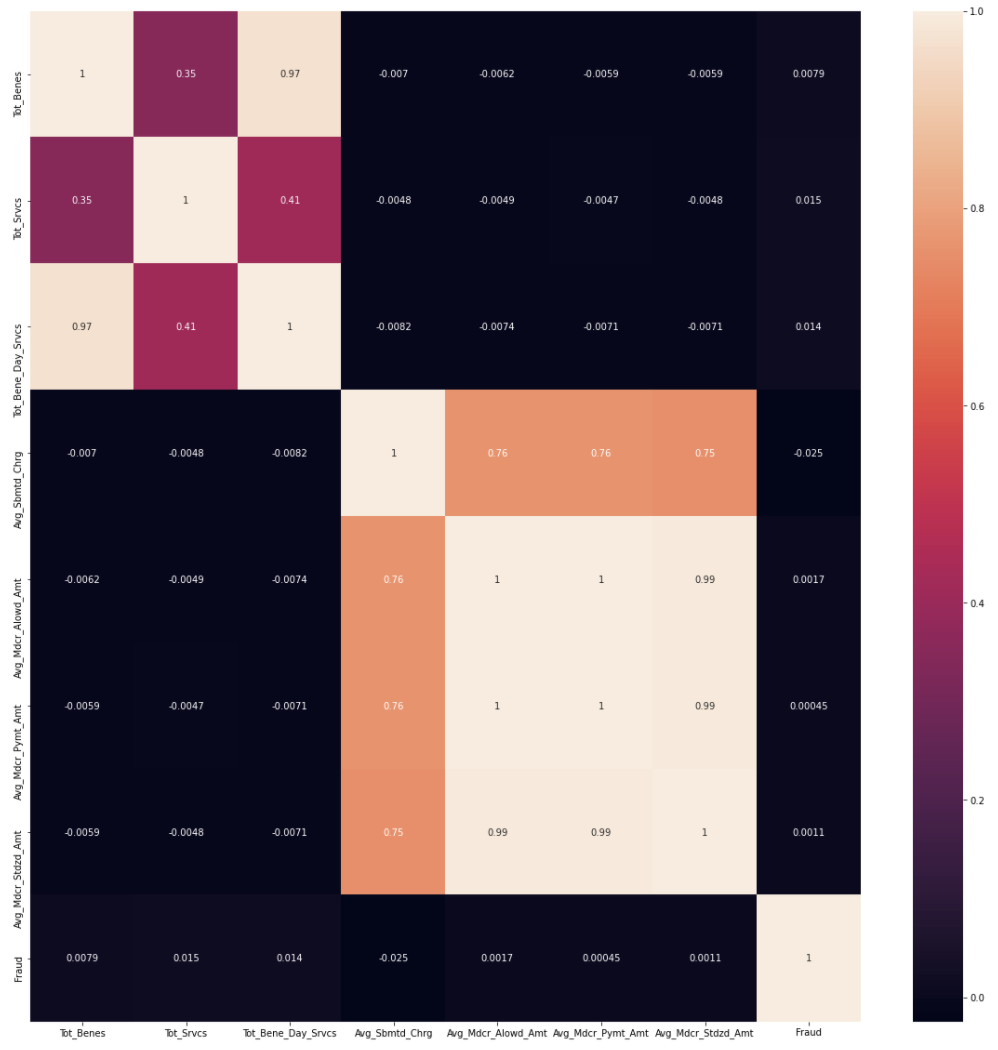 Tot_Benes 1 0.35 0.97 -0.007 -0.0062 -0.0059 -0.0059 0.0079
Tot_Srvcs 0.35 1 0.41 -0.0048 -0.0049 -0.0047 -0.0048 0.015
Tot_Bene_Day_Srvcs 0.97 0.41 1 -0.0082 -0.0074 -0.0071 -0.0071 0.014
Avg_Sbmtd_Chrg -0.007 -0.0048 -0.0082 1 0.76 0.76 0.75 -0.025
Avg_Mdcr_Alowd_Amt -0.0062 -0.0049 -0.0074 0.76 1 1 0.99 0.0017
Avg_Mdcr_Pymt_Amt -0.0059 -0.0047 -0.0071 0.76 1 1 0.99 0.00045
Avg_Mdcr_Stdzd_Amt -0.0059 -0.0048 -0.0071 0.75 0.99 0.99 1 0.0011
Fraud 0.0079 0.015 0.014 -0.025 0.0017 0.00045 0.0011 1
Tot_Benes Tot_Srvcs Tot_Bene_Day_Srvcs Avg_Sbmtd_Chrg Avg_Mdcr_Alowd_Amt Avg_Mdcr_Pymt_Amt Avg_Mdcr_Stdzd_Amt Fraud
1.0
0.8
0.6
0.4
0.2
0.0